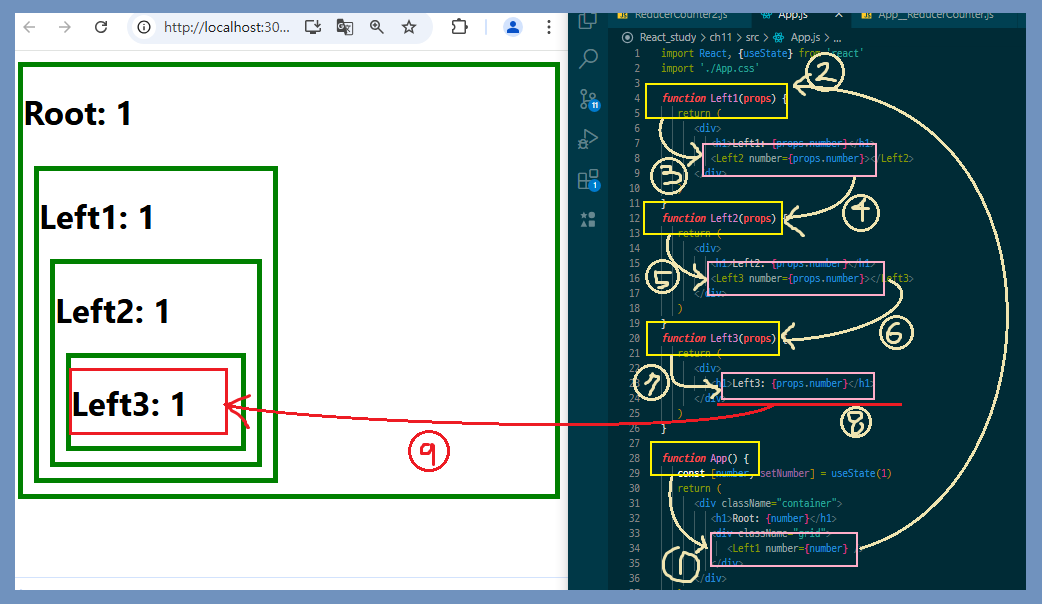 http://localhost:30...
Root: 1
Left1: 1
Left2: 1
Left3: 1
⑨
ReducerCounter2.js
App.js
App__ReducerCounter.js
React_study > ch11 > src > App.js > ...
11
1
1 import React, {useState} from 'react'
2 import './App.css'
3
②
4 function Left1(props) {
5 return (
6 <div>
7 <h1>Left1: {props.number}</h1>
8 <Left2 number={props.number}></Left2>
9 </div>
③
10
11 }
④
12 function Left2(props) {
13 return (
14 <div>
15 <h1>Left2: {props.number}</h1>
16 <Left3 number={props.number}></Left3>
⑤
17 </div>
18 )
19 }
⑥
20 function Left3(props) {
21 return (
22 <div>
⑦
23 <h1>Left3: {props.number}</h1>
24 </div>
25 )
⑧
26 }
27
28 function App() {
29 const [number, setNumber] = useState(1)
30 return (
31 <div className="container">
32 <h1>Root: {number}</h1>
33 <div className="grid">
34 <Left1 number={number}
①
35 </div>
36 </div>